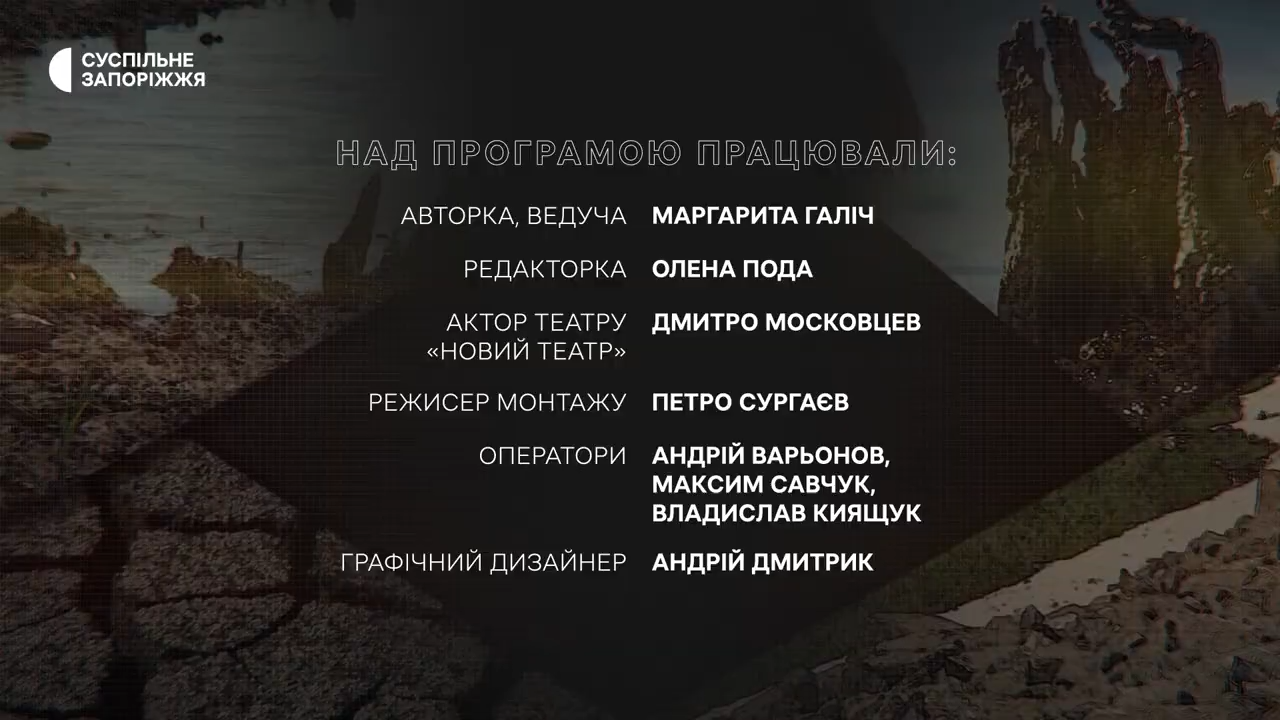 СУСПІЛЬНЕ
ЗАПОРІЖЖЯ
НАД ПРОГРАМОЮ ПРАЦЮВАЛИ:
АВТОРКА, ВЕДУЧА МАРГАРИТА ГАЛІЧ
РЕДАКТОРКА ОЛЕНА ПОДА
АКТОР ТЕАТРУ ДМИТРО МОСКОВЦЕВ
«НОВИЙ ТЕАТР»
РЕЖИСЕР МОНТАЖУ ПЕТРО СУРГАЄВ
ОПЕРАТОРИ АНДРІЙ ВАРЬОНОВ,
МАКСИМ САВЧУК,
ВЛАДИСЛАВ КИЯЩУК
ГРАФІЧНИЙ ДИЗАЙНЕР АНДРІЙ ДМИТРИК